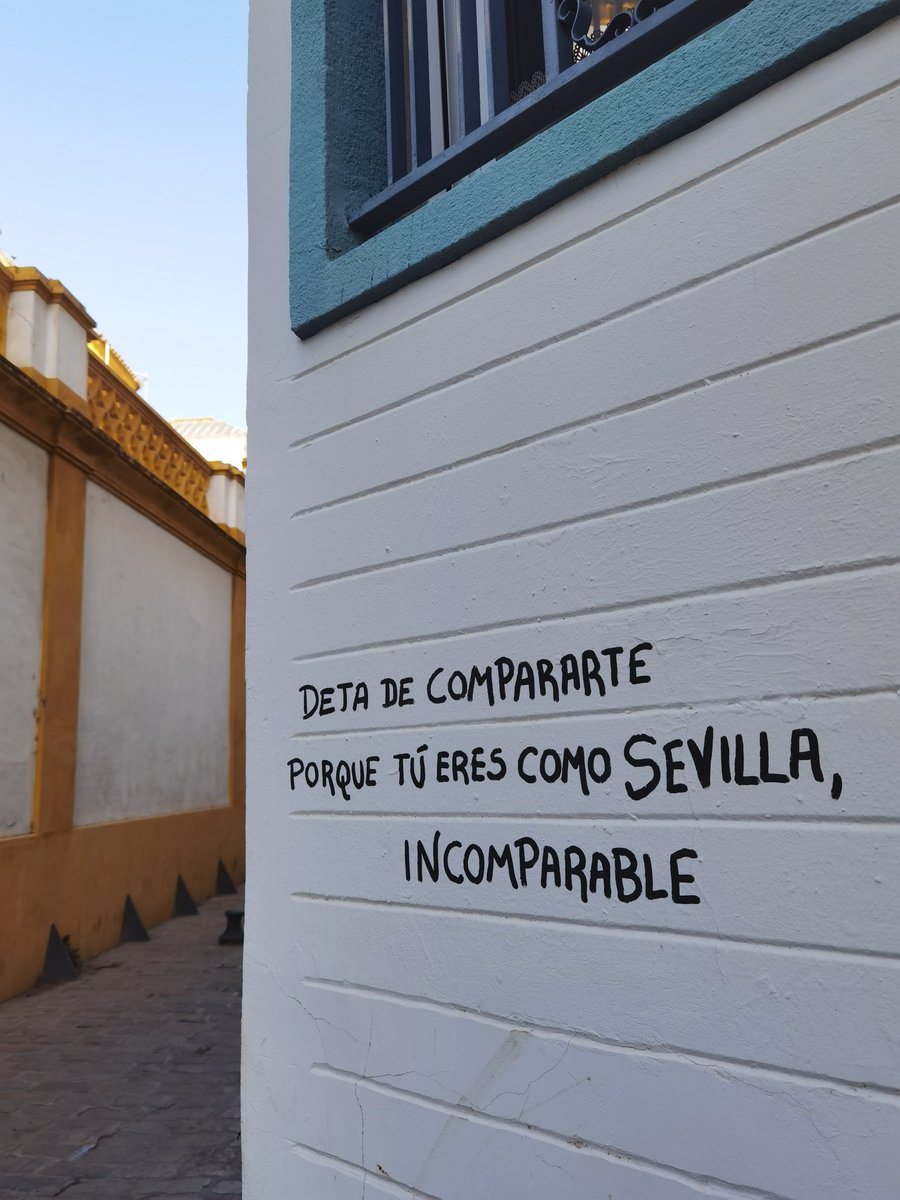 DEJA DE COMPARARTE
PORQUE TÚ ERES COMO SEVILLA,
INCOMPARABLE